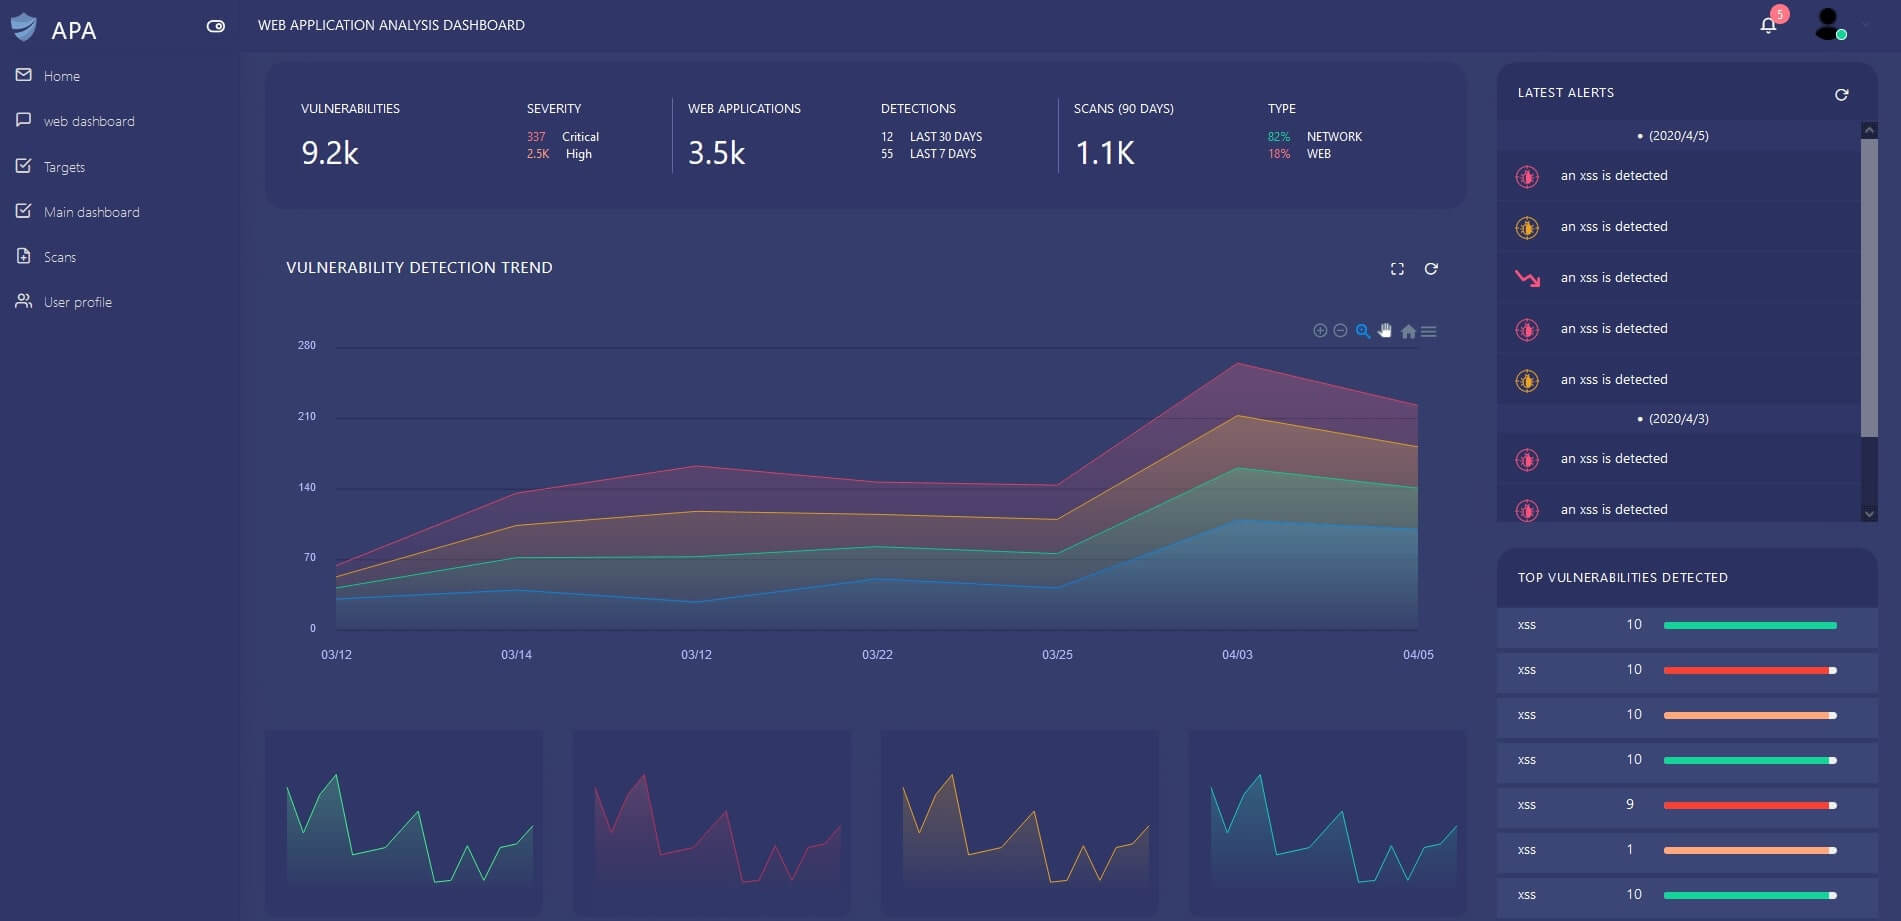 APA
WEB APPLICATION ANALYSIS DASHBOARD
5
Home
web dashboard
Targets
Main dashboard
Scans
User profile
VULNERABILITIES
9.2k
SEVERITY
337 Critical
2.5K High
WEB APPLICATIONS
3.5k
DETECTIONS
12 LAST 30 DAYS
55 LAST 7 DAYS
SCANS (90 DAYS)
1.1K
TYPE
82% NETWORK
18% WEB
VULNERABILITY DETECTION TREND
280
210
140
70
0
03/12 03/14 03/12 03/22 03/25 04/03 04/05
LATEST ALERTS
• (2020/4/5)
an xss is detected
an xss is detected
an xss is detected
an xss is detected
an xss is detected
• (2020/4/3)
an xss is detected
an xss is detected
TOP VULNERABILITIES DETECTED
xss 10
xss 10
xss 10
xss 10
xss 9
xss 1
xss 10